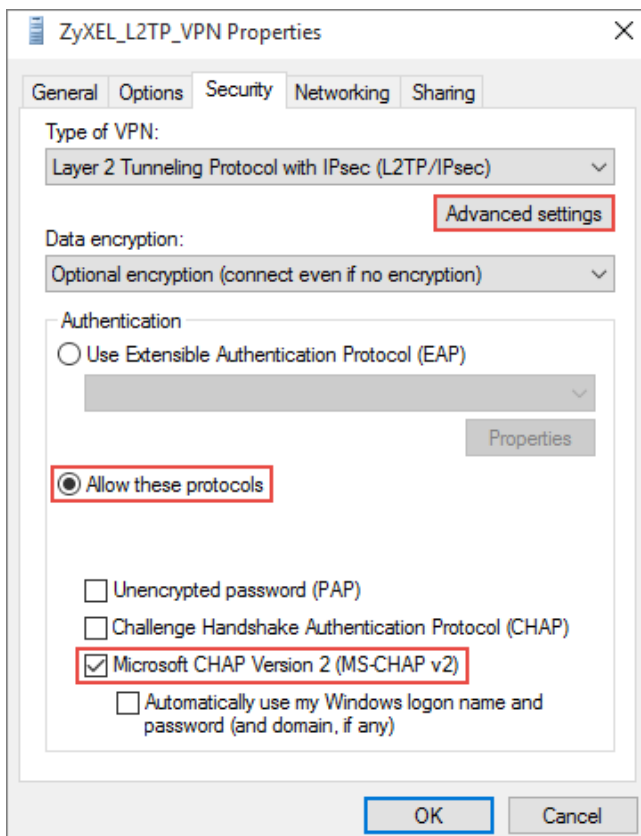 ZyXEL_L2TP_VPN Properties
General Options Security Networking Sharing
Type of VPN:
Layer 2 Tunneling Protocol with IPsec (L2TP/IPsec)
Advanced settings
Data encryption:
Optional encryption (connect even if no encryption)
Authentication
Use Extensible Authentication Protocol (EAP)
Properties
Allow these protocols
Unencrypted password (PAP)
Challenge Handshake Authentication Protocol (CHAP)
Microsoft CHAP Version 2 (MS-CHAP v2)
Automatically use my Windows logon name and
password (and domain, if any)
OK Cancel